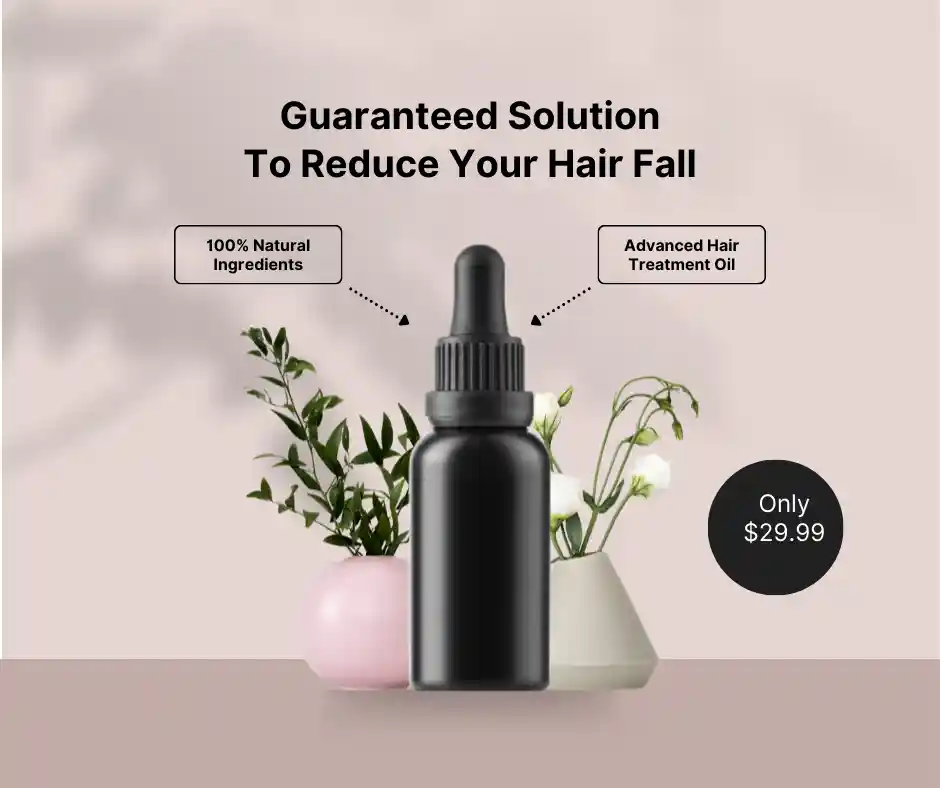 Guaranteed Solution
To Reduce Your Hair Fall
100% Natural
Ingredients
Advanced Hair
Treatment Oil
Only
$29.99